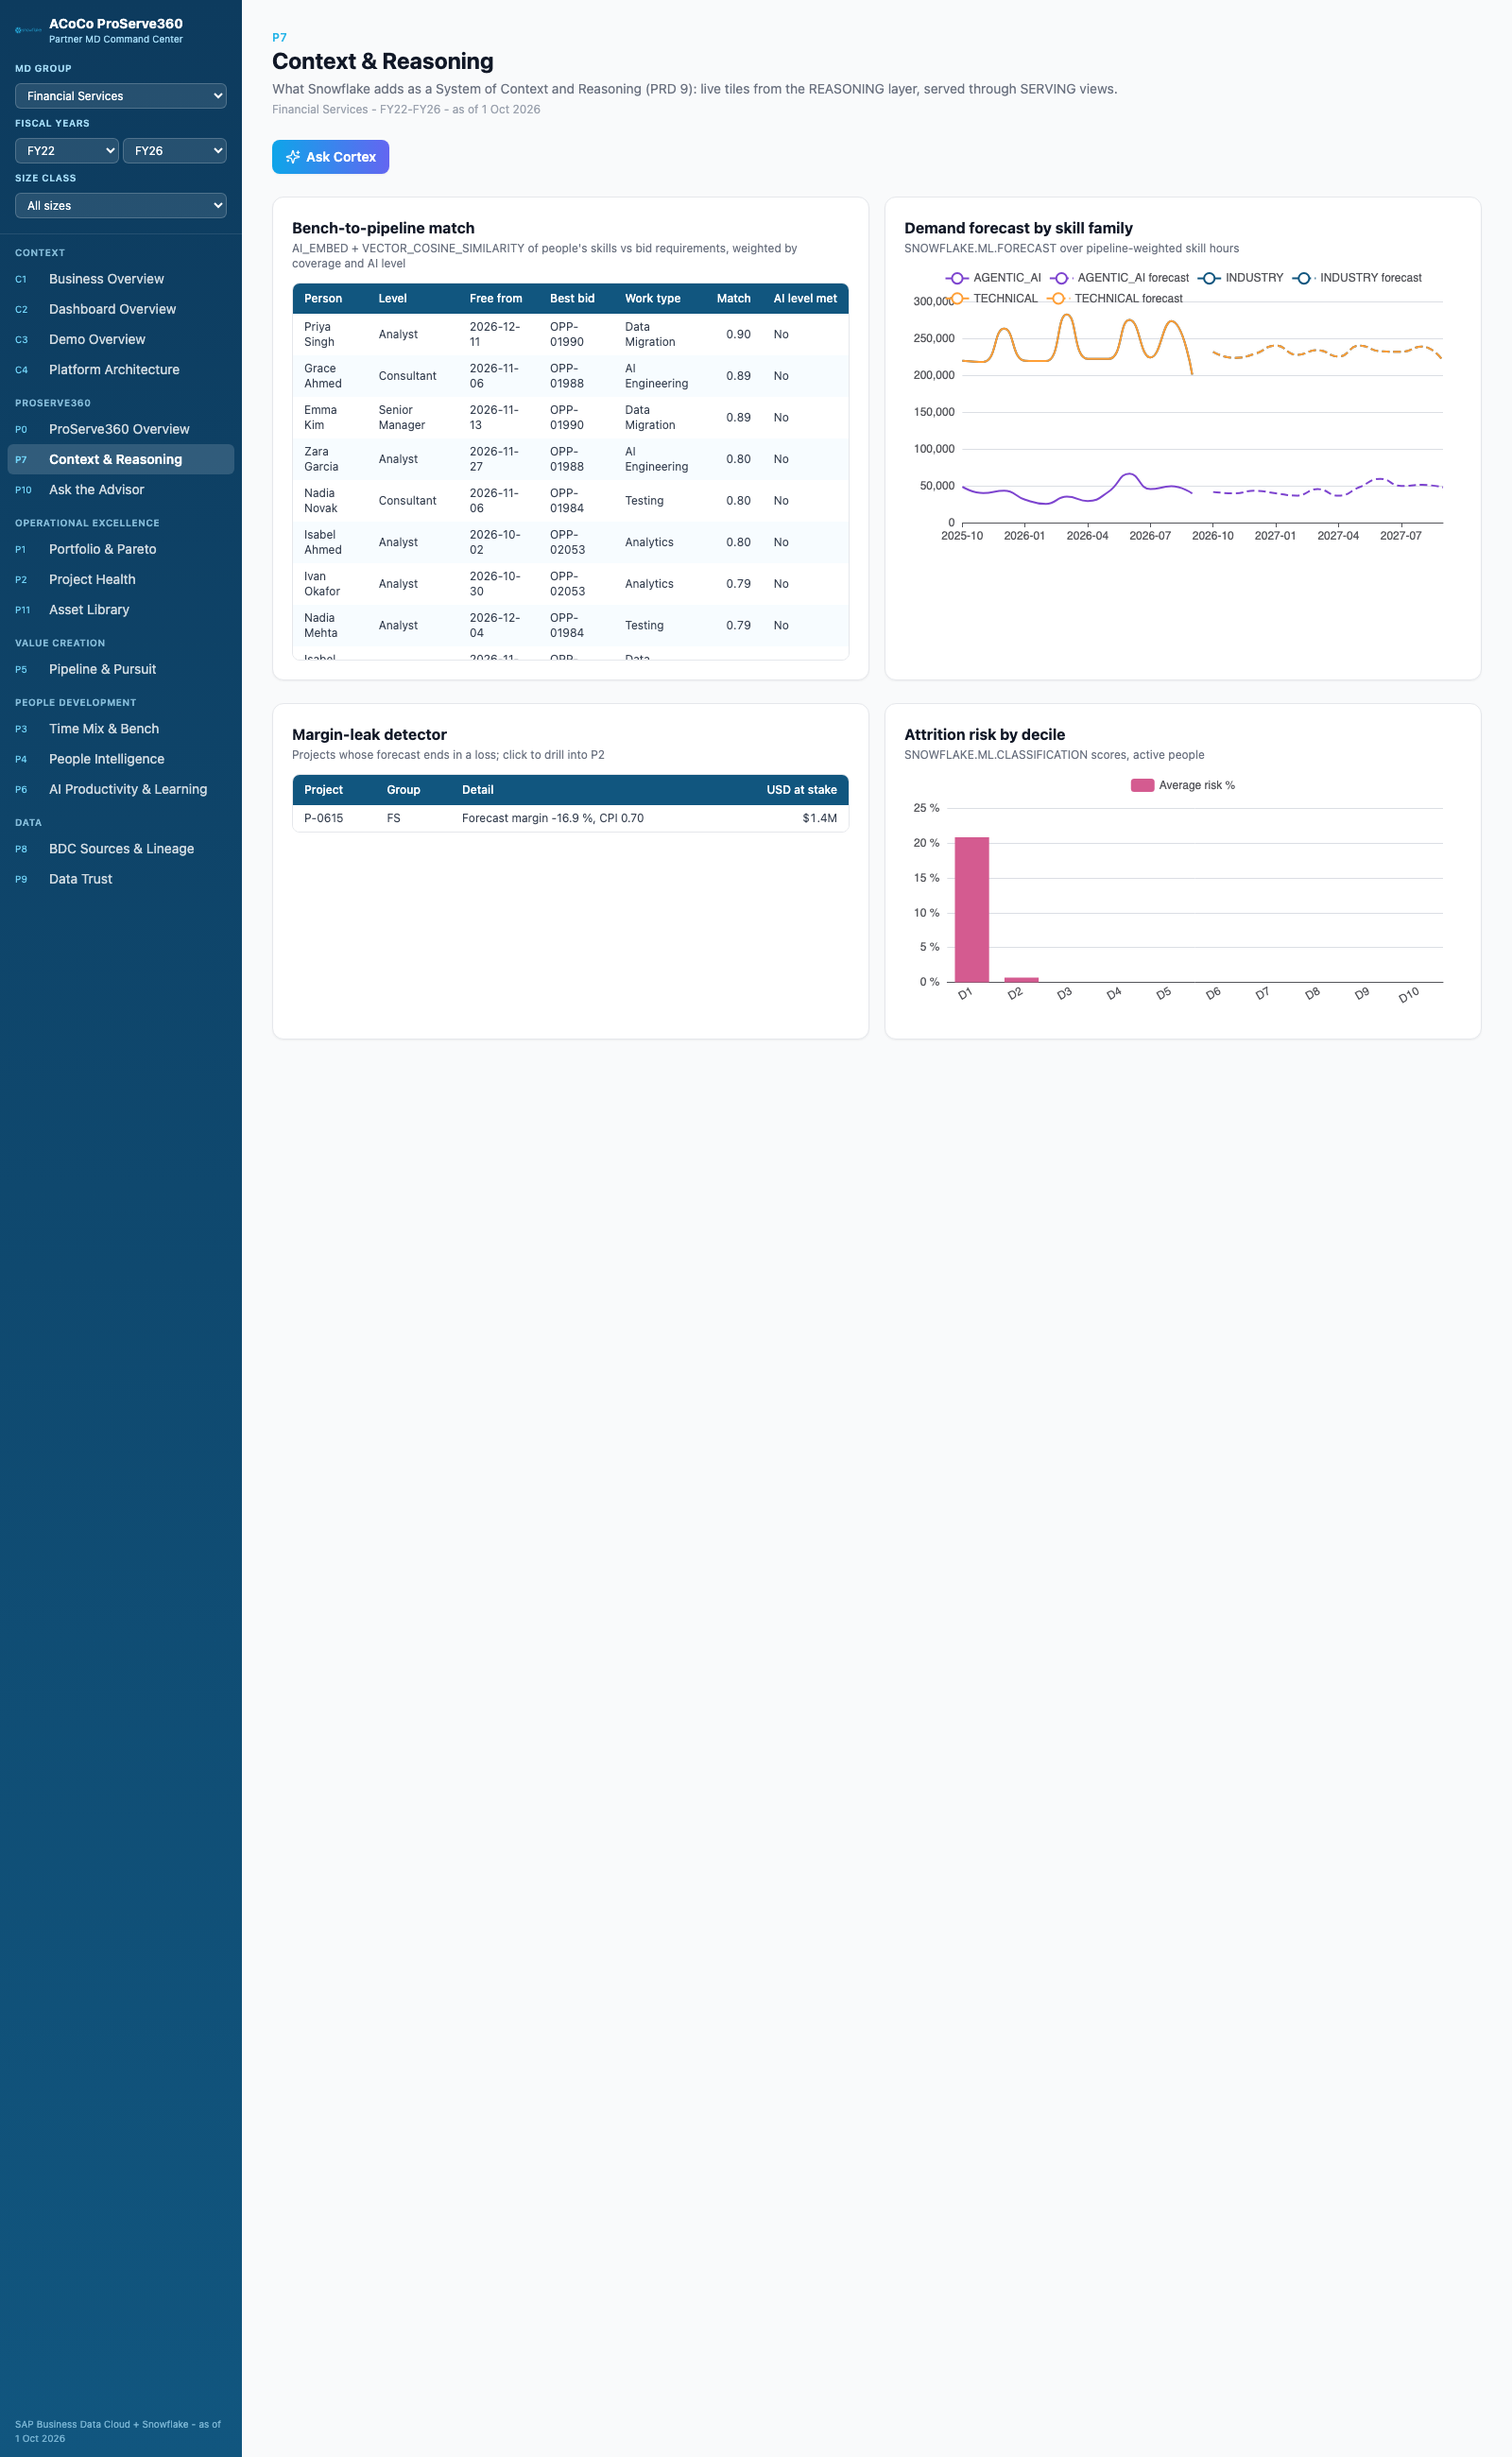 ACoCo ProServe360
Partner MD Command Center
MD GROUP
Financial Services
FISCAL YEARS
FY22 FY26
SIZE CLASS
All sizes
CONTEXT
C1 Business Overview
C2 Dashboard Overview
C3 Demo Overview
C4 Platform Architecture
PROSERVE360
P0 ProServe360 Overview
P7 Context & Reasoning
P10 Ask the Advisor
OPERATIONAL EXCELLENCE
P1 Portfolio & Pareto
P2 Project Health
P11 Asset Library
VALUE CREATION
P5 Pipeline & Pursuit
PEOPLE DEVELOPMENT
P3 Time Mix & Bench
P4 People Intelligence
P6 AI Productivity & Learning
DATA
P8 BDC Sources & Lineage
P9 Data Trust
SAP Business Data Cloud + Snowflake - as of
1 Oct 2026
P7
Context & Reasoning
What Snowflake adds as a System of Context and Reasoning (PRD 9): live tiles from the REASONING layer, served through SERVING views.
Financial Services - FY22-FY26 - as of 1 Oct 2026
Ask Cortex
Bench-to-pipeline match
AI_EMBED + VECTOR_COSINE_SIMILARITY of people's skills vs bid requirements, weighted by
coverage and AI level
Person Level Free from Best bid Work type Match AI level met
Priya Singh Analyst 2026-12-11 OPP-01990 Data Migration 0.90 No
Grace Ahmed Consultant 2026-11-06 OPP-01988 AI Engineering 0.89 No
Emma Kim Senior Manager 2026-11-13 OPP-01990 Data Migration 0.89 No
Zara Garcia Analyst 2026-11-27 OPP-01988 AI Engineering 0.80 No
Nadia Novak Consultant 2026-11-06 OPP-01984 Testing 0.80 No
Isabel Ahmed Analyst 2026-10-02 OPP-02053 Analytics 0.80 No
Ivan Okafor Analyst 2026-10-30 OPP-02053 Analytics 0.79 No
Nadia Mehta Analyst 2026-12-04 OPP-01984 Testing 0.79 No
Isabel 2026-11- OPP- Data
Demand forecast by skill family
SNOWFLAKE.ML.FORECAST over pipeline-weighted skill hours
AGENTIC_AI AGENTIC_AI forecast INDUSTRY INDUSTRY forecast
TECHNICAL TECHNICAL forecast
300,000
250,000
200,000
150,000
100,000
50,000
0
2025-10 2026-01 2026-04 2026-07 2026-10 2027-01 2027-04 2027-07
Margin-leak detector
Projects whose forecast ends in a loss; click to drill into P2
Project Group Detail USD at stake
P-0615 FS Forecast margin -16.9 %, CPI 0.70 $1.4M
Attrition risk by decile
SNOWFLAKE.ML.CLASSIFICATION scores, active people
Average risk %
25 %
20 %
15 %
10 %
5 %
0 %
D1 D2 D3 D4 D5 D6 D7 D8 D9 D10